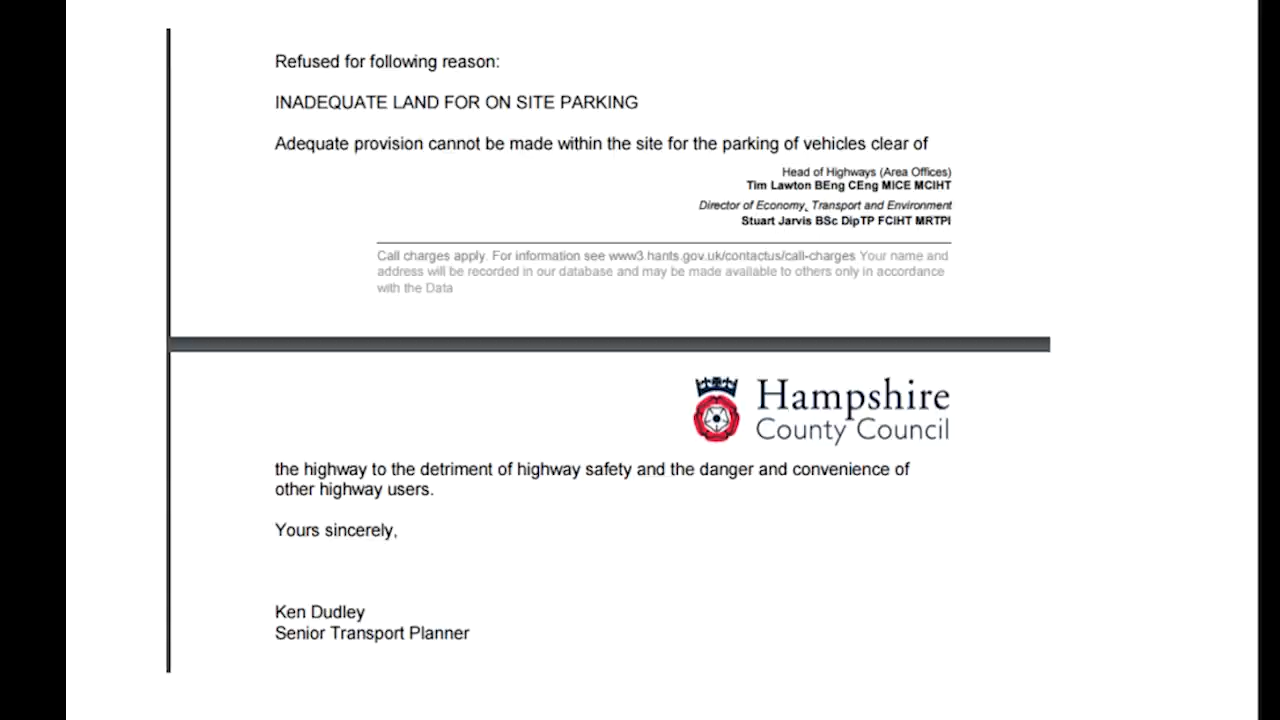 Refused for following reason:
INADEQUATE LAND FOR ON SITE PARKING
Adequate provision cannot be made within the site for the parking of vehicles clear of
Head of Highways (Area Offices)
Tim Lawton BEng CEng MICE MCIHT
Director of Economy, Transport and Environment
Stuart Jarvis BSc DipTP FCIHT MRTPI
Call charges apply. For information see www3.hants.gov.uk/contactus/call-charges Your name and
address will be recorded in our database and may be made available to others only in accordance
with the Data
Hampshire
County Council
the highway to the detriment of highway safety and the danger and convenience of
other highway users.
Yours sincerely,
Ken Dudley
Senior Transport Planner